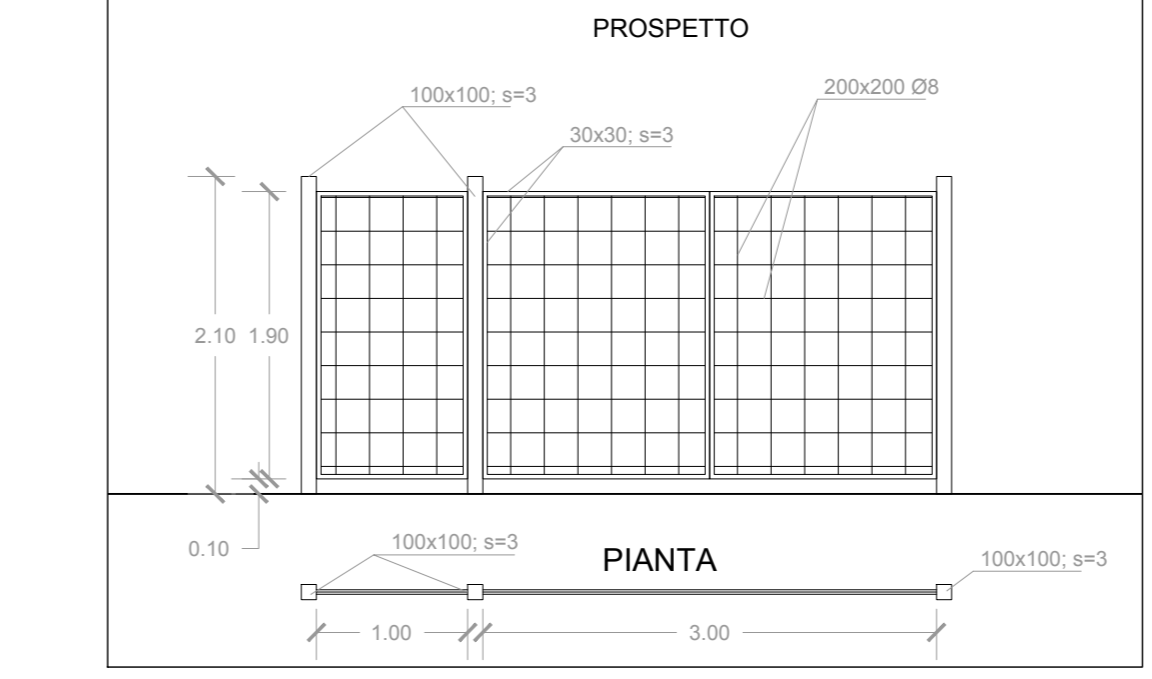 PROSPETTO
200x200 Ø8
100x100; s=3
30x30; s=3
2.10
1.90
0.10
100x100; s=3
PIANTA
100x100; s=3
1.00
3.00